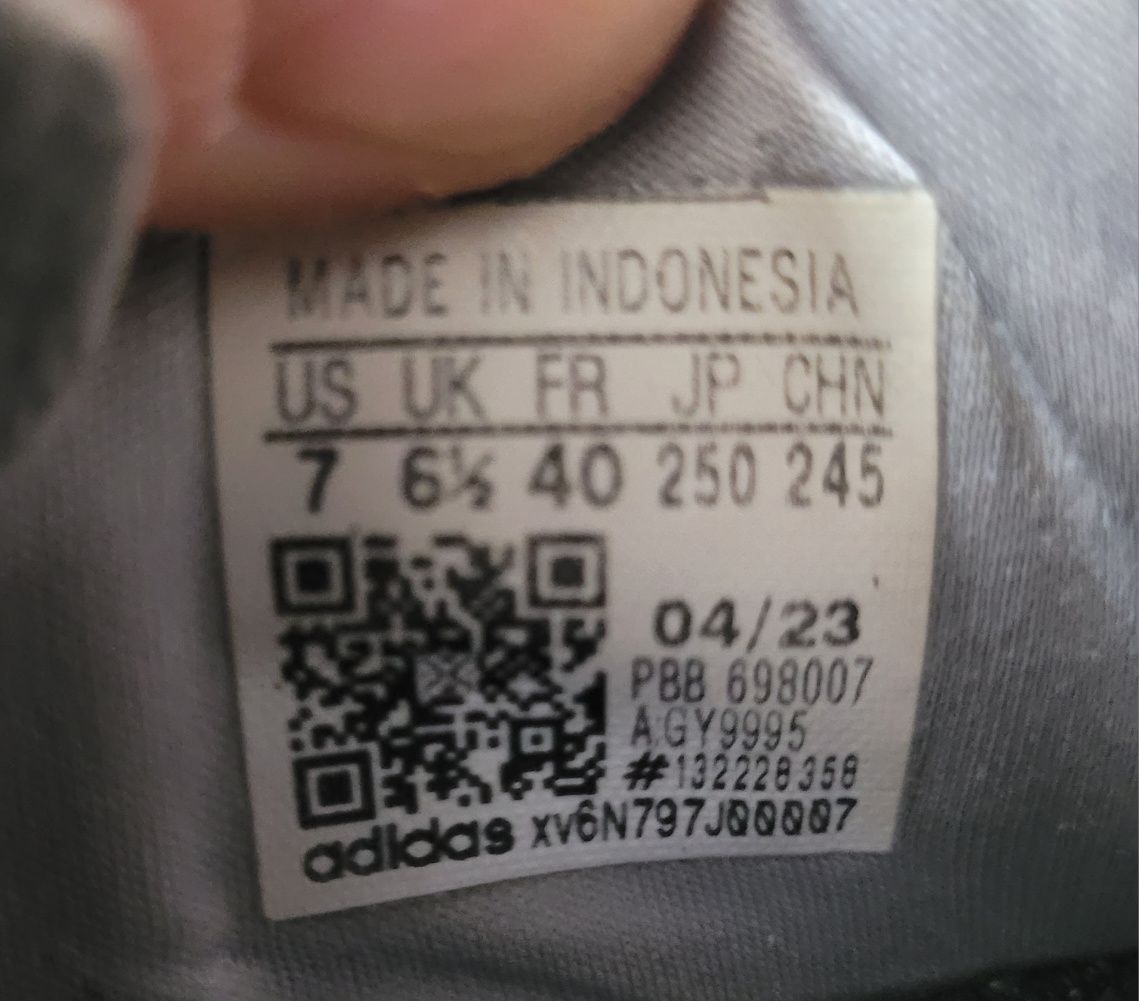 MADE IN INDONESIA
US UK FR JP CHN
7 6½ 40 250 245
04/23
PBB 698007
A:GY9995
#132228358
adidas XV6N797J00007